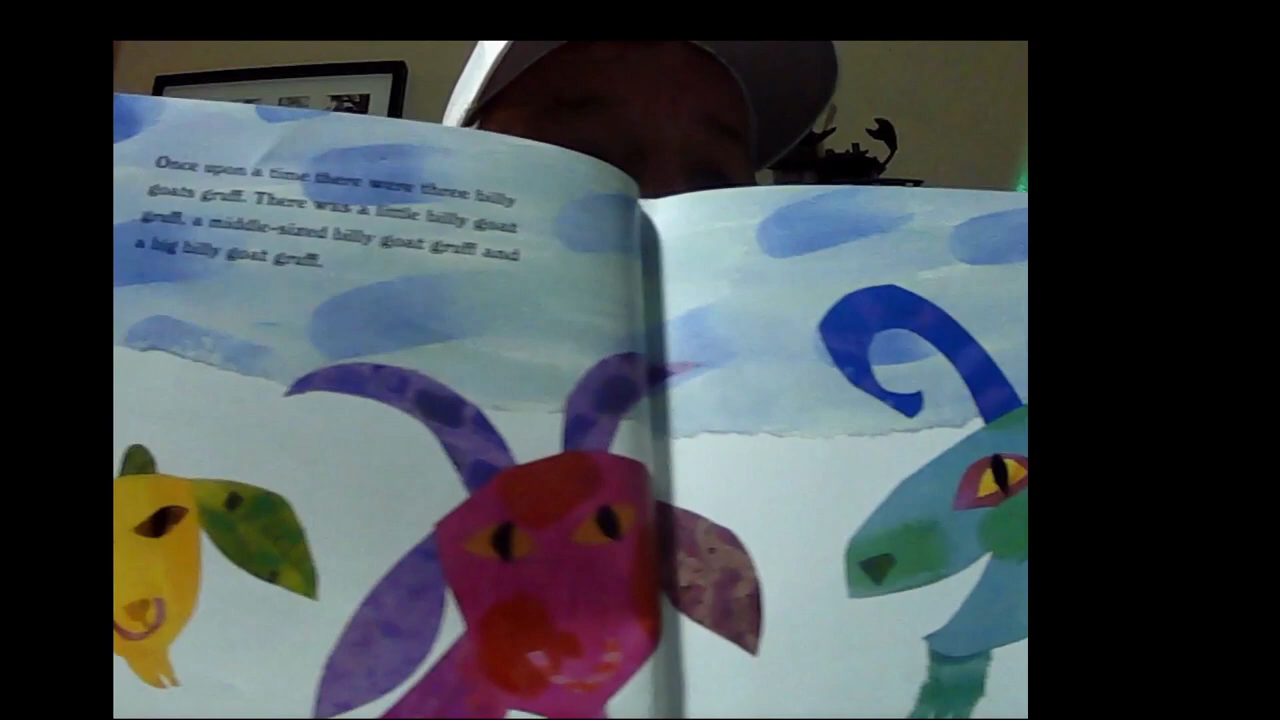 Once upon a time there were three billy
goats gruff. There was a little billy goat
gruff, a middle-sized billy goat gruff and
a big billy goat gruff.